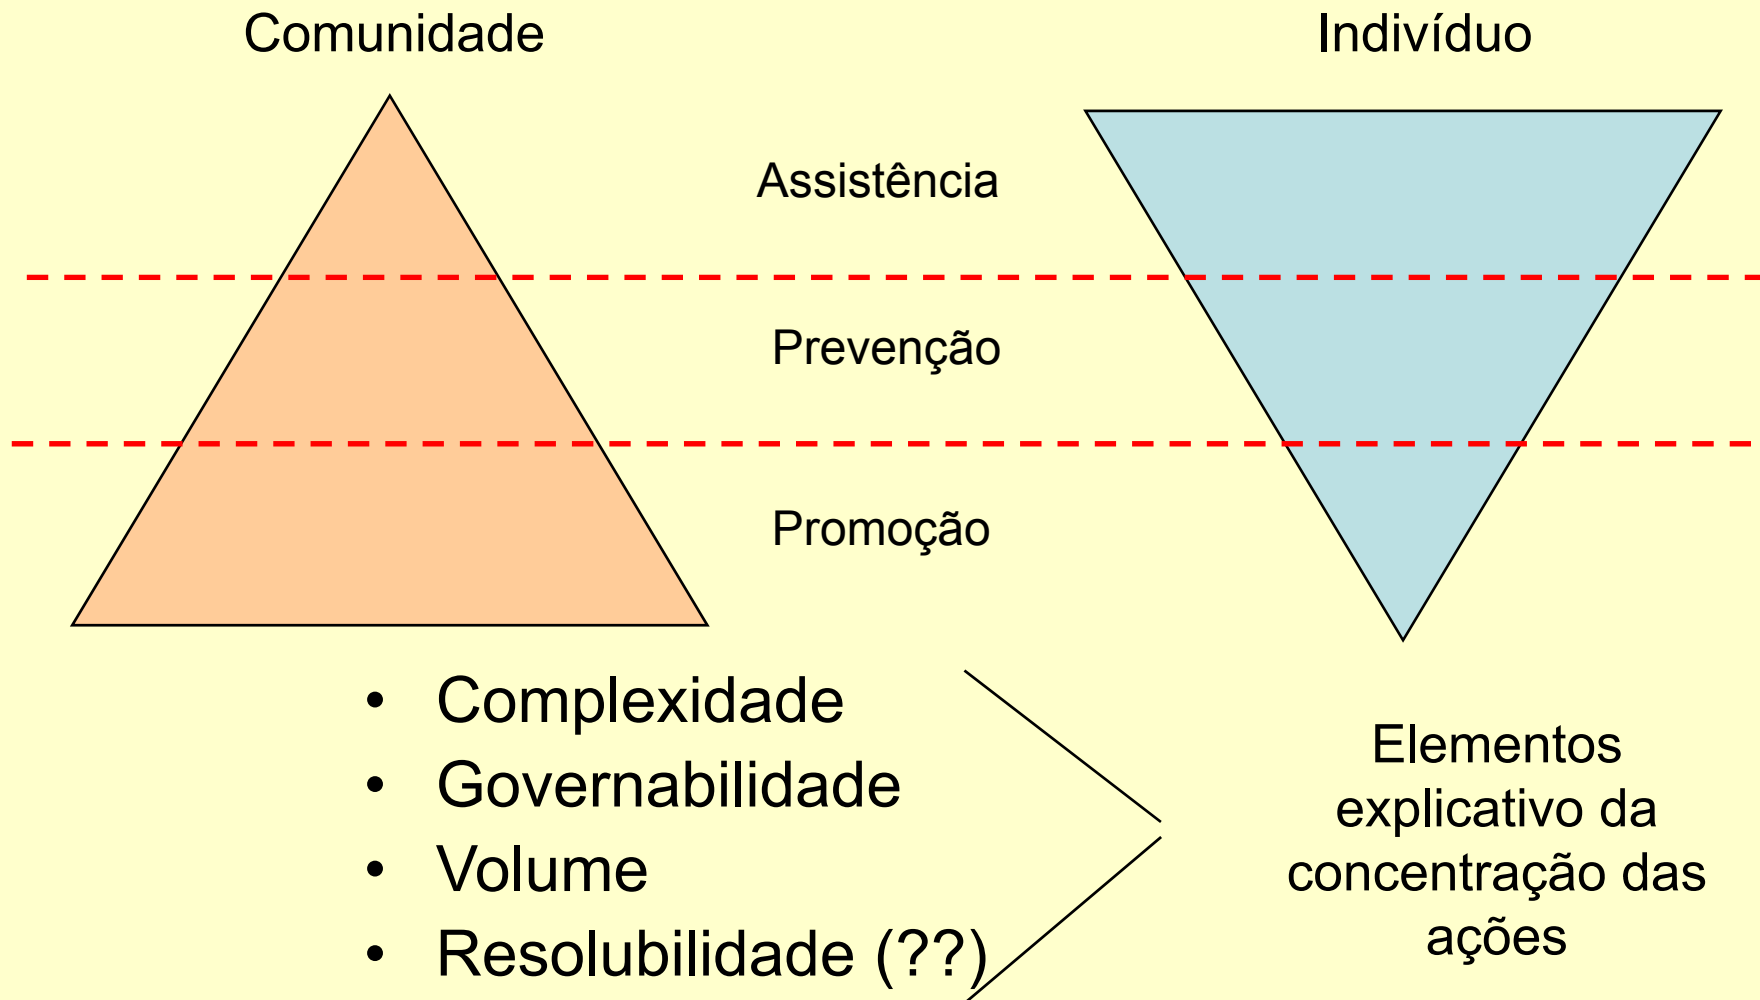 Comunidade
Indivíduo
Assistência
Prevenção
Promoção
• Complexidade
• Governabilidade
• Volume
• Resolubilidade (??)
Elementos
explicativo da
concentração das
ações